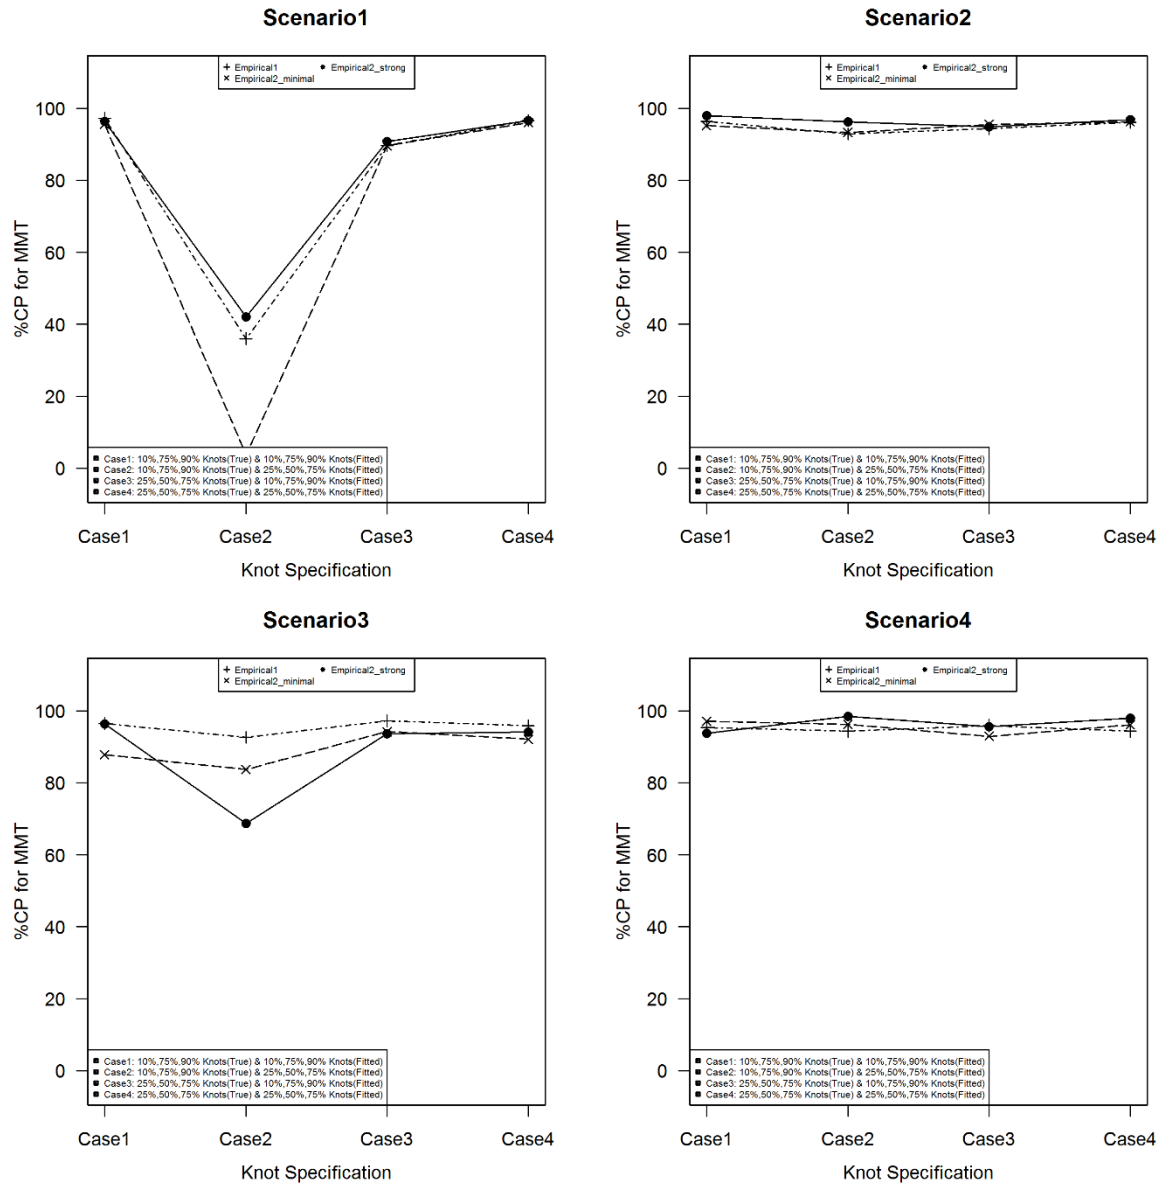 Scenario1
Empirical1
Empirical2_strong
Empirical2_minimal
100
80
60
40
20
0
%CP for MMT
Case1: 10%,75%,90% Knots(True) & 10%,75%,90% Knots(Fitted)
Case2: 10%,75%,90% Knots(True) & 25%,50%,75% Knots(Fitted)
Case3: 25%,50%,75% Knots(True) & 10%,75%,90% Knots(Fitted)
Case4: 25%,50%,75% Knots(True) & 25%,50%,75% Knots(Fitted)
Case1 Case2 Case3 Case4
Knot Specification
Scenario2
Empirical1
Empirical2_strong
Empirical2_minimal
100
80
60
40
20
0
%CP for MMT
Case1: 10%,75%,90% Knots(True) & 10%,75%,90% Knots(Fitted)
Case2: 10%,75%,90% Knots(True) & 25%,50%,75% Knots(Fitted)
Case3: 25%,50%,75% Knots(True) & 10%,75%,90% Knots(Fitted)
Case4: 25%,50%,75% Knots(True) & 25%,50%,75% Knots(Fitted)
Case1 Case2 Case3 Case4
Knot Specification
Scenario3
Empirical1
Empirical2_strong
Empirical2_minimal
100
80
60
40
20
0
%CP for MMT
Case1: 10%,75%,90% Knots(True) & 10%,75%,90% Knots(Fitted)
Case2: 10%,75%,90% Knots(True) & 25%,50%,75% Knots(Fitted)
Case3: 25%,50%,75% Knots(True) & 10%,75%,90% Knots(Fitted)
Case4: 25%,50%,75% Knots(True) & 25%,50%,75% Knots(Fitted)
Case1 Case2 Case3 Case4
Knot Specification
Scenario4
Empirical1
Empirical2_strong
Empirical2_minimal
100
80
60
40
20
0
%CP for MMT
Case1: 10%,75%,90% Knots(True) & 10%,75%,90% Knots(Fitted)
Case2: 10%,75%,90% Knots(True) & 25%,50%,75% Knots(Fitted)
Case3: 25%,50%,75% Knots(True) & 10%,75%,90% Knots(Fitted)
Case4: 25%,50%,75% Knots(True) & 25%,50%,75% Knots(Fitted)
Case1 Case2 Case3 Case4
Knot Specification